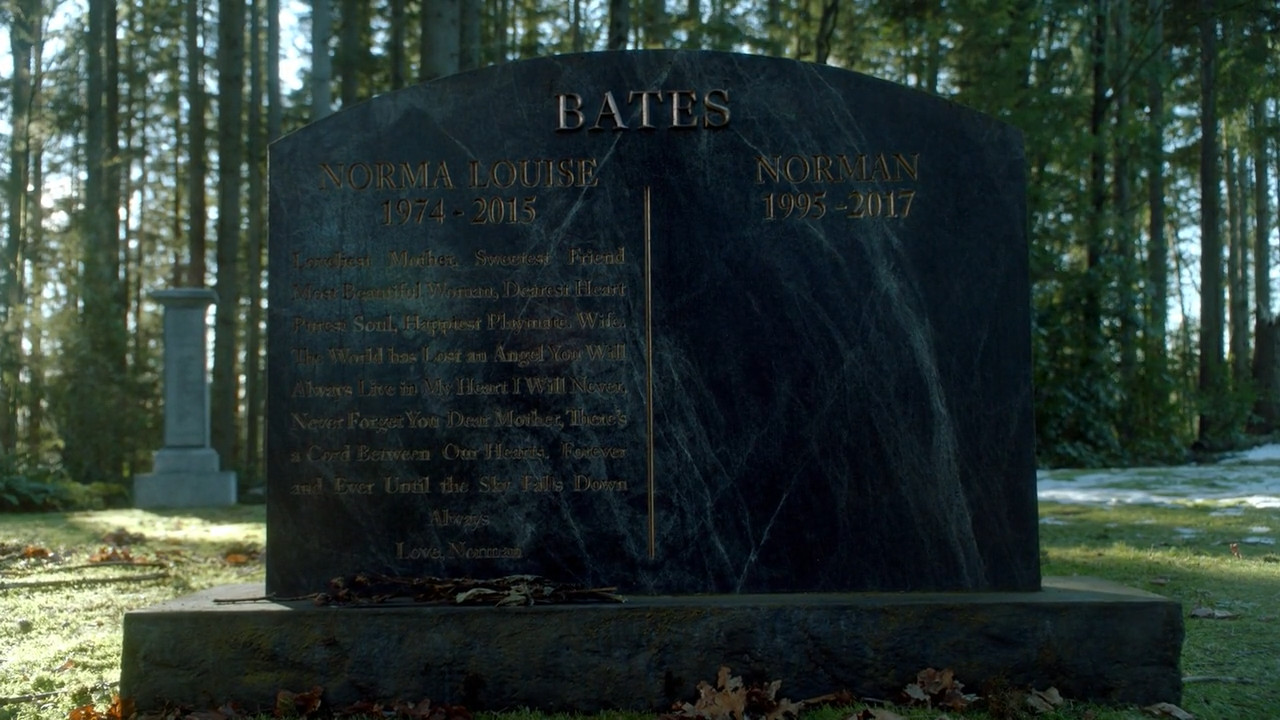 BATES
NORMA LOUISE
1974 - 2015
Loveliest Mother, Sweetest Friend
Most Beautiful Woman, Dearest Heart
Purest Soul, Happiest Playmate. Wife.
The World has Lost an Angel You Will
Always Live in My Heart I Will Never,
Never Forget You Dear Mother, There's
a Cord Between Our Hearts, Forever
and Ever Until the Sky Falls Down
Always
Love, Norman
NORMAN
1995 -2017